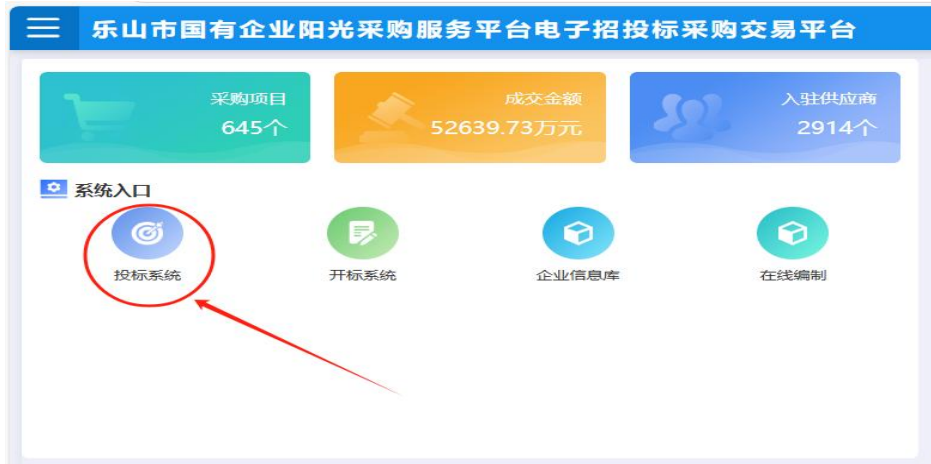 乐山市国有企业阳光采购服务平台电子招投标采购交易平台
采购项目
645个
成交金额
52639.73万元
入驻供应商
2914个
系统入口
投标系统
开标系统
企业信息库
在线编制